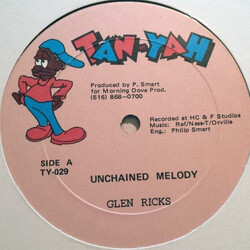 TAN-YAH
Produced by P. Smart
for Morning Dove Prod.
(516) 868-0700
Recorded at HC & F Studios
Music: Raf/Nass-T/Orville
Eng.: Philip Smart
SIDE A
TY-029
UNCHAINED MELODY
GLEN RICKS